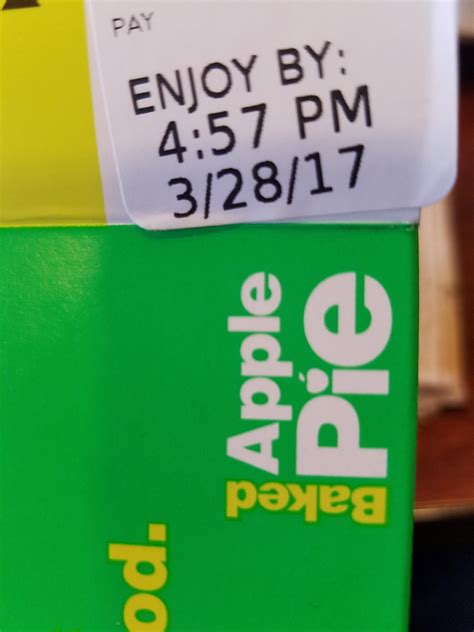 PAY
ENJOY BY:
4:57 PM
3/28/17
Baked
Apple
Pie
od.